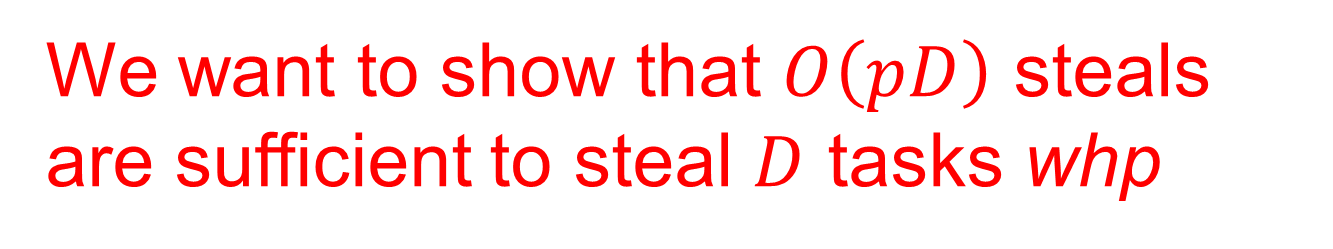 We want to show that O(pD) steals
are sufficient to steal D tasks whp